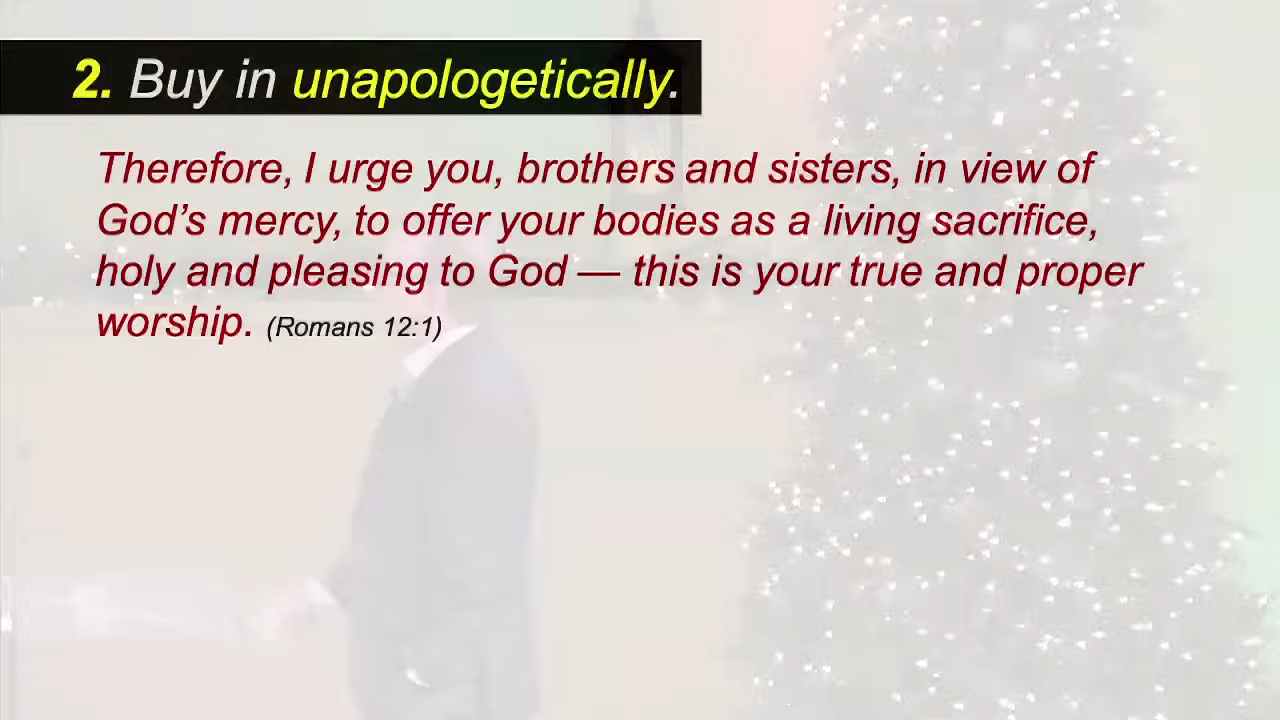 2. Buy in unapologetically.
Therefore, I urge you, brothers and sisters, in view of
God’s mercy, to offer your bodies as a living sacrifice,
holy and pleasing to God — this is your true and proper
worship. (Romans 12:1)